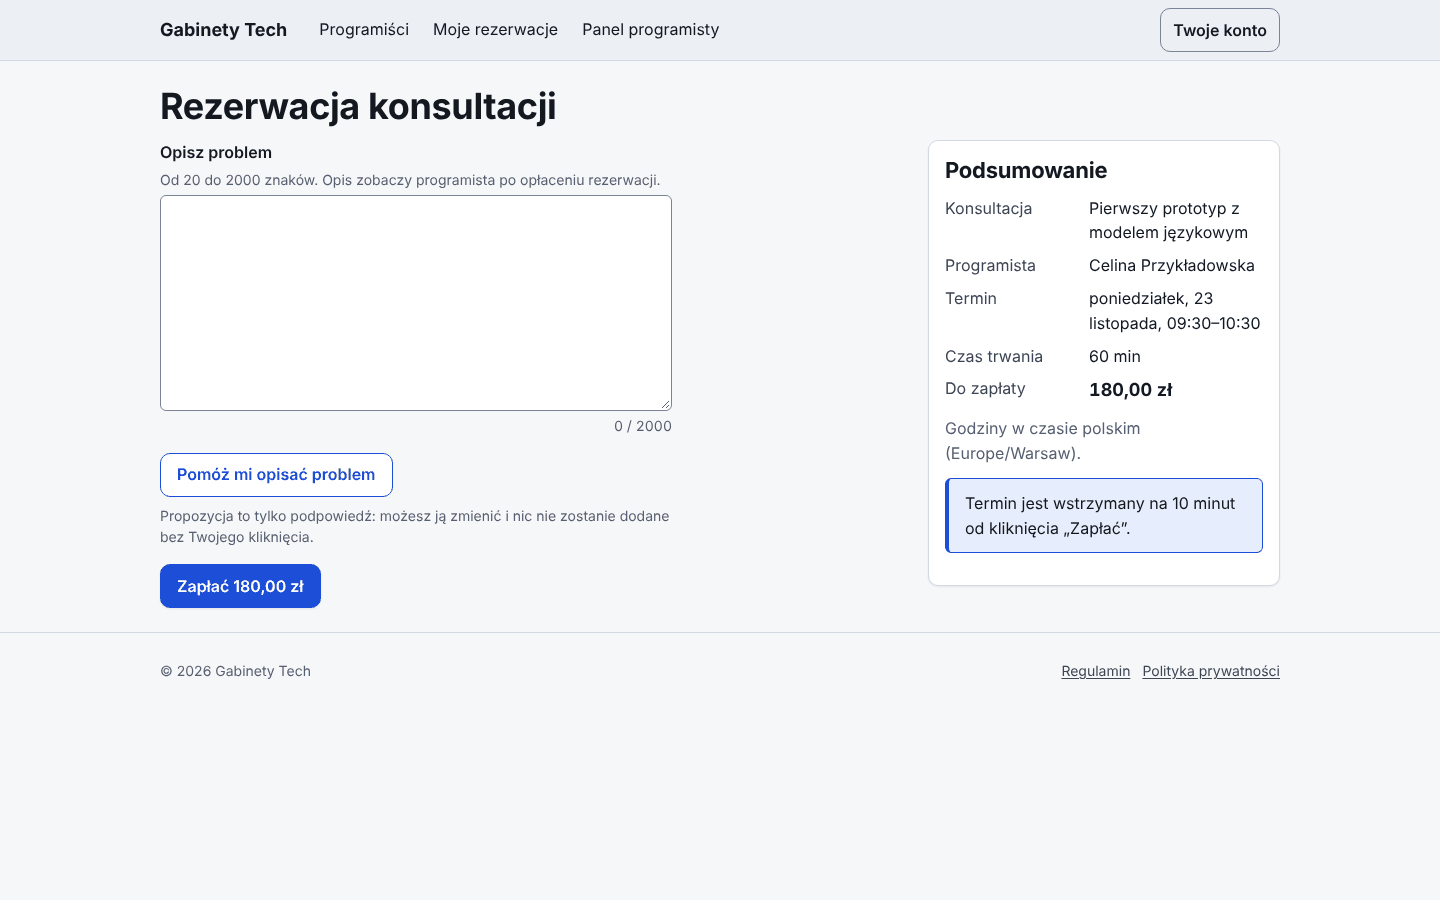 Gabinety Tech
Programiści
Moje rezerwacje
Panel programisty
Twoje konto
Rezerwacja konsultacji
Opisz problem
Od 20 do 2000 znaków. Opis zobaczy programista po opłaceniu rezerwacji.
0 / 2000
Pomóż mi opisać problem
Propozycja to tylko podpowiedź: możesz ją zmienić i nic nie zostanie dodane
bez Twojego kliknięcia.
Zapłać 180,00 zł
Podsumowanie
Konsultacja
Pierwszy prototyp z
modelem językowym
Programista
Celina Przykładowska
Termin
poniedziałek, 23
listopada, 09:30–10:30
Czas trwania
60 min
Do zapłaty
180,00 zł
Godziny w czasie polskim
(Europe/Warsaw).
Termin jest wstrzymany na 10 minut
od kliknięcia „Zapłać”.
© 2026 Gabinety Tech
Regulamin
Polityka prywatności